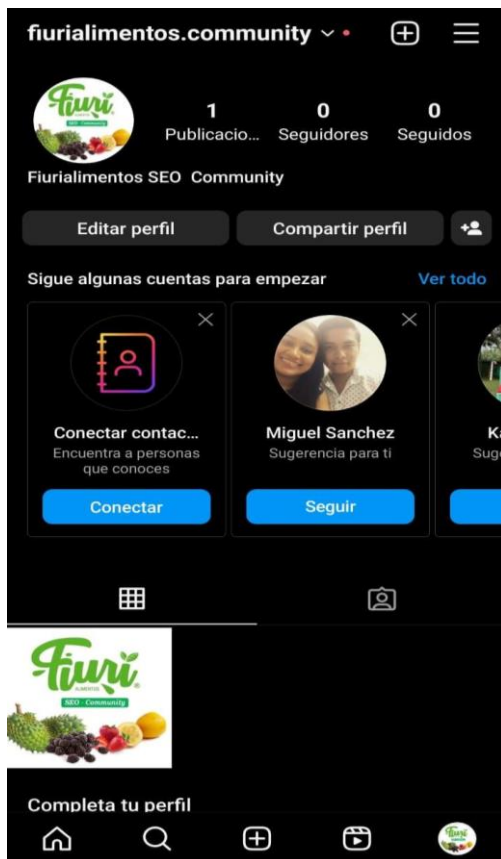 fiurialimentos.community
1
Publicacio...
0
Seguidores
0
Seguidos
Fiurialimentos SEO Community
Editar perfil
Compartir perfil
Sigue algunas cuentas para empezar
Ver todo
Conectar contac...
Encuentra a personas
que conoces
Conectar
Miguel Sanchez
Sugerencia para ti
Seguir
Fiuri
ALIMENTOS
SEO - Community
Completa tu perfil